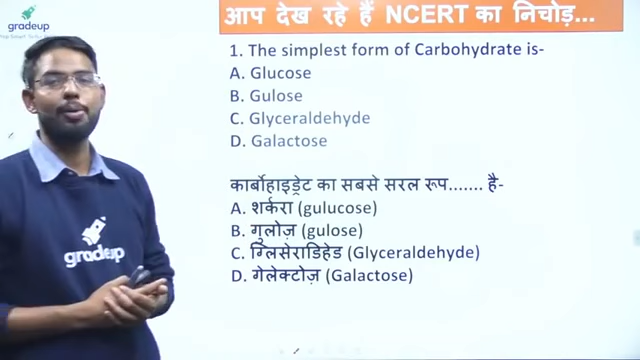 gradeup
आप देख रहे हैं NCERT का निचोड़...
1. The simplest form of Carbohydrate is-
A. Glucose
B. Gulose
C. Glyceraldehyde
D. Galactose
कार्बोहाइड्रेट का सबसे सरल रूप....... है-
A. शर्करा (gulucose)
B. गुलोज़ (gulose)
C. ग्लिसेराडिहेड (Glyceraldehyde)
D. गेलेक्टोज़ (Galactose)
gradeup